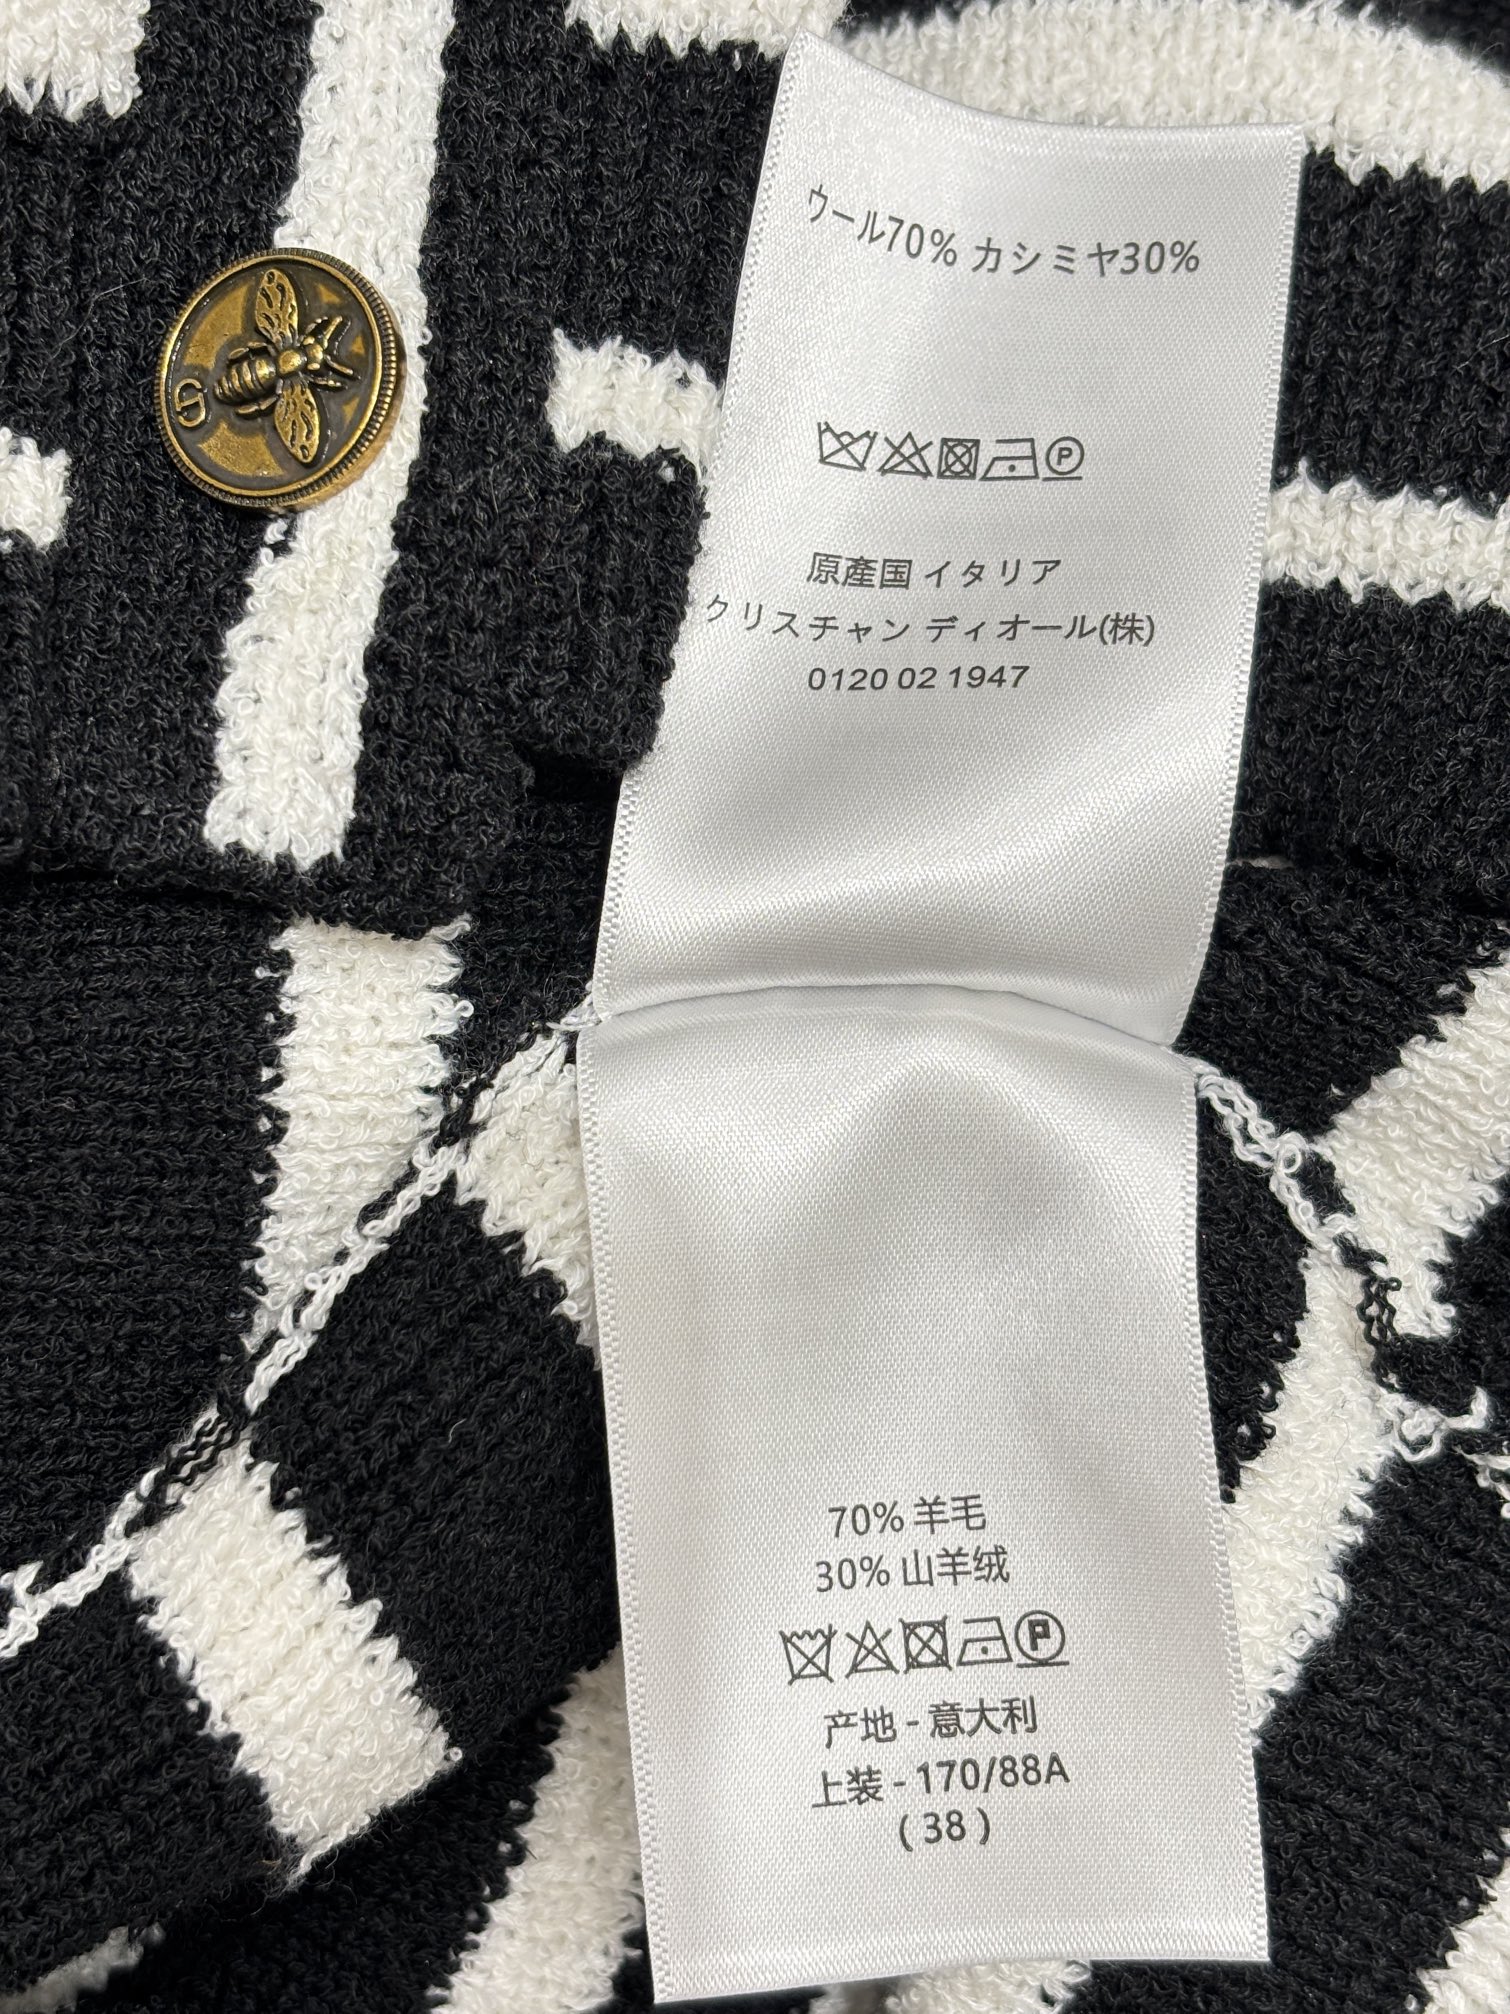 ウール70% カシミヤ30%
P
原産国 イタリア
クリスチャン ディオール(株)
0120 02 1947
70% 羊毛
30% 山羊绒
P
产地 - 意大利
上装 - 170/88A
( 38 )